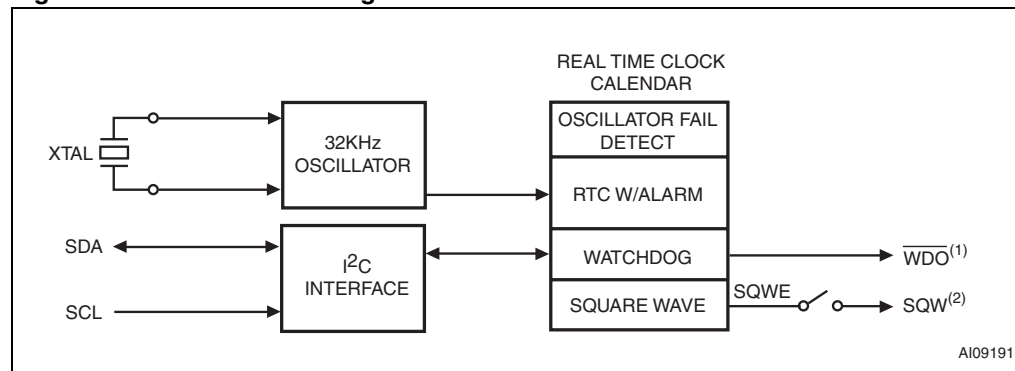 REAL TIME CLOCK
CALENDAR
OSCILLATOR FAIL
DETECT
XTAL
32KHz
OSCILLATOR
RTC W/ALARM
SDA
I2C
INTERFACE
WATCHDOG
WDO(1)
SCL
SQUARE WAVE
SQWE
SQW(2)
AI09191